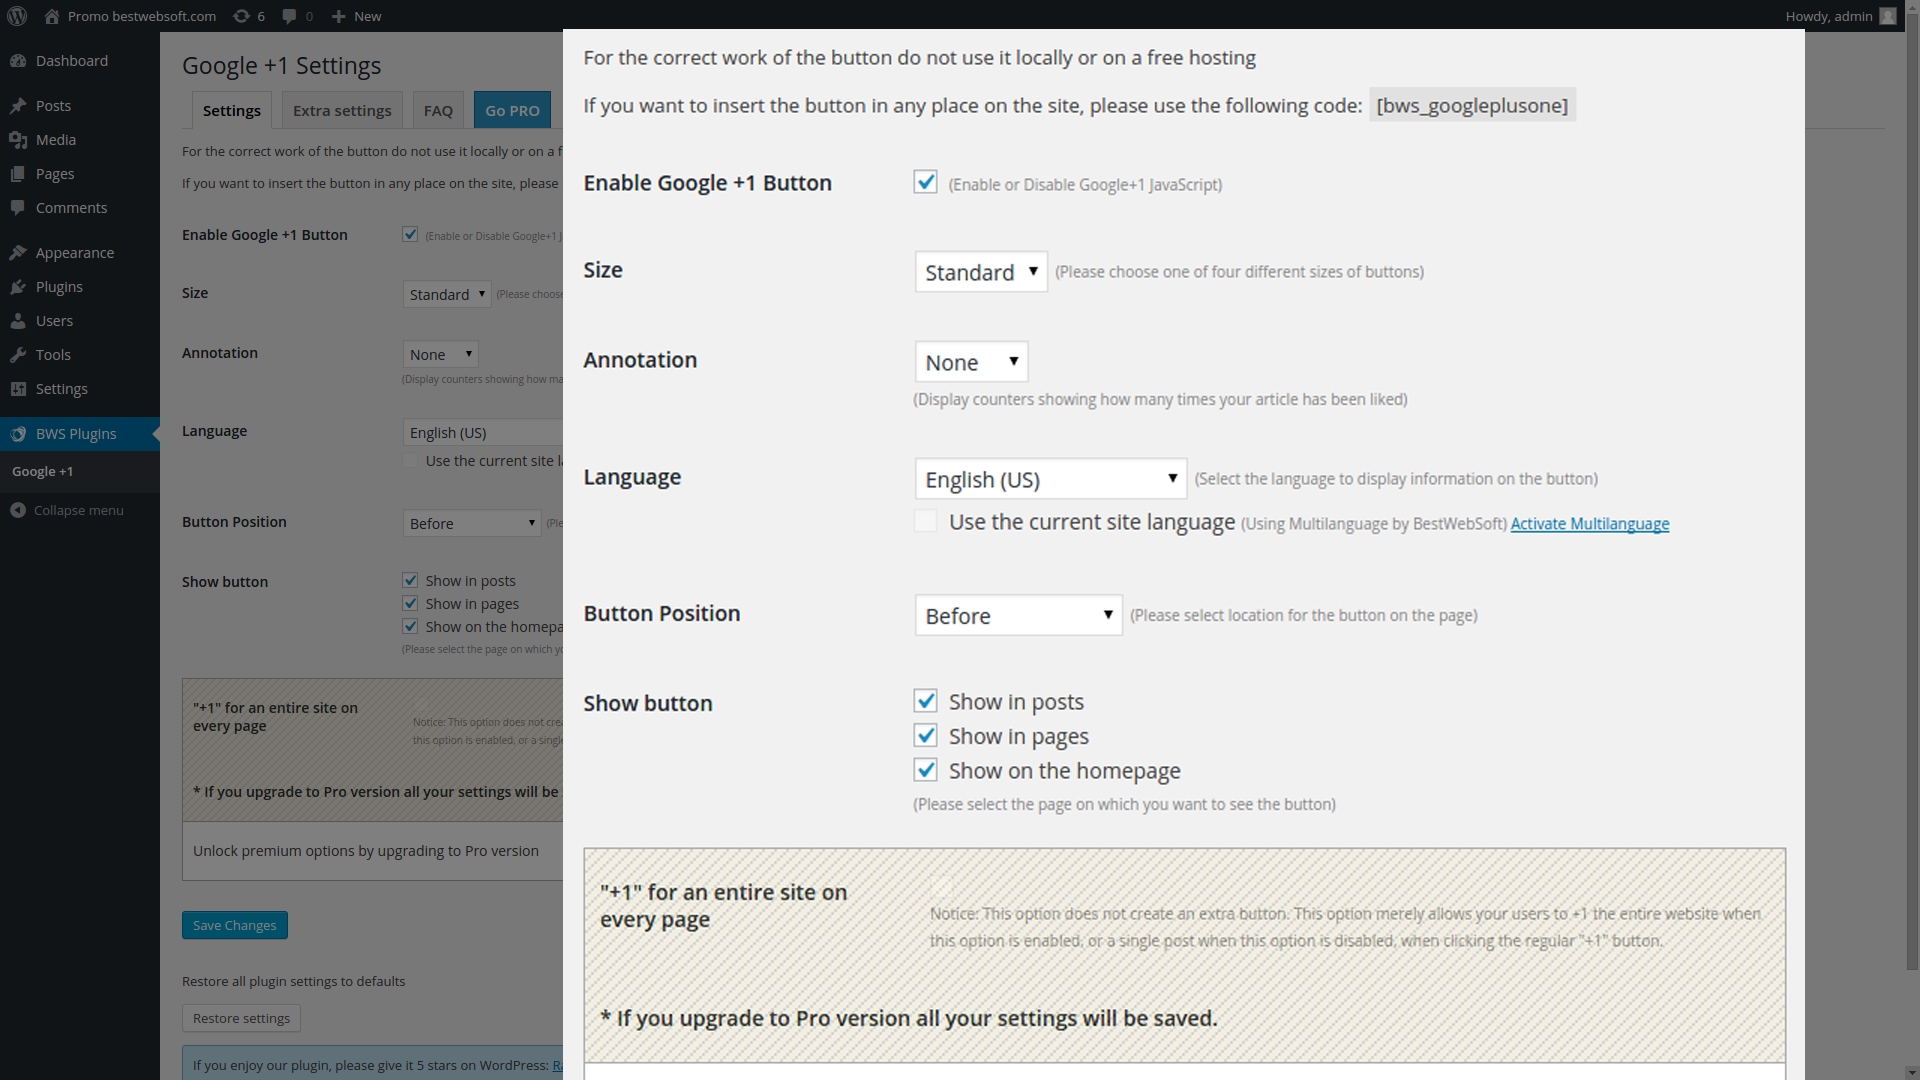 Promo bestwebsoft.com 6 0 New Howdy, admin
Dashboard
Posts
Media
Pages
Comments
Appearance
Plugins
Users
Tools
Settings
BWS Plugins
Google +1
Collapse menu
Google +1 Settings
Settings Extra settings FAQ Go PRO
For the correct work of the button do not use it locally or on a f
If you want to insert the button in any place on the site, please
Enable Google +1 Button (Enable or Disable Google+1 J
Size Standard (Please choose
Annotation None
(Display counters showing how ma
Language English (US)
Use the current site la
Button Position Before (Ple
Show button Show in posts
Show in pages
Show on the homepa
(Please select the page on which yo
"+1" for an entire site on
every page
Notice: This option does not crea
this option is enabled, or a single
* If you upgrade to Pro version all your settings will be
Unlock premium options by upgrading to Pro version
Save Changes
Restore all plugin settings to defaults
Restore settings
If you enjoy our plugin, please give it 5 stars on WordPress: Ra
For the correct work of the button do not use it locally or on a free hosting
If you want to insert the button in any place on the site, please use the following code: [bws_googleplusone]
Enable Google +1 Button (Enable or Disable Google+1 JavaScript)
Size Standard (Please choose one of four different sizes of buttons)
Annotation None
(Display counters showing how many times your article has been liked)
Language English (US) (Select the language to display information on the button)
Use the current site language (Using Multilanguage by BestWebSoft) Activate Multilanguage
Button Position Before (Please select location for the button on the page)
Show button Show in posts
Show in pages
Show on the homepage
(Please select the page on which you want to see the button)
"+1" for an entire site on
every page
Notice: This option does not create an extra button. This option merely allows your users to +1 the entire website when
this option is enabled, or a single post when this option is disabled, when clicking the regular "+1" button.
* If you upgrade to Pro version all your settings will be saved.